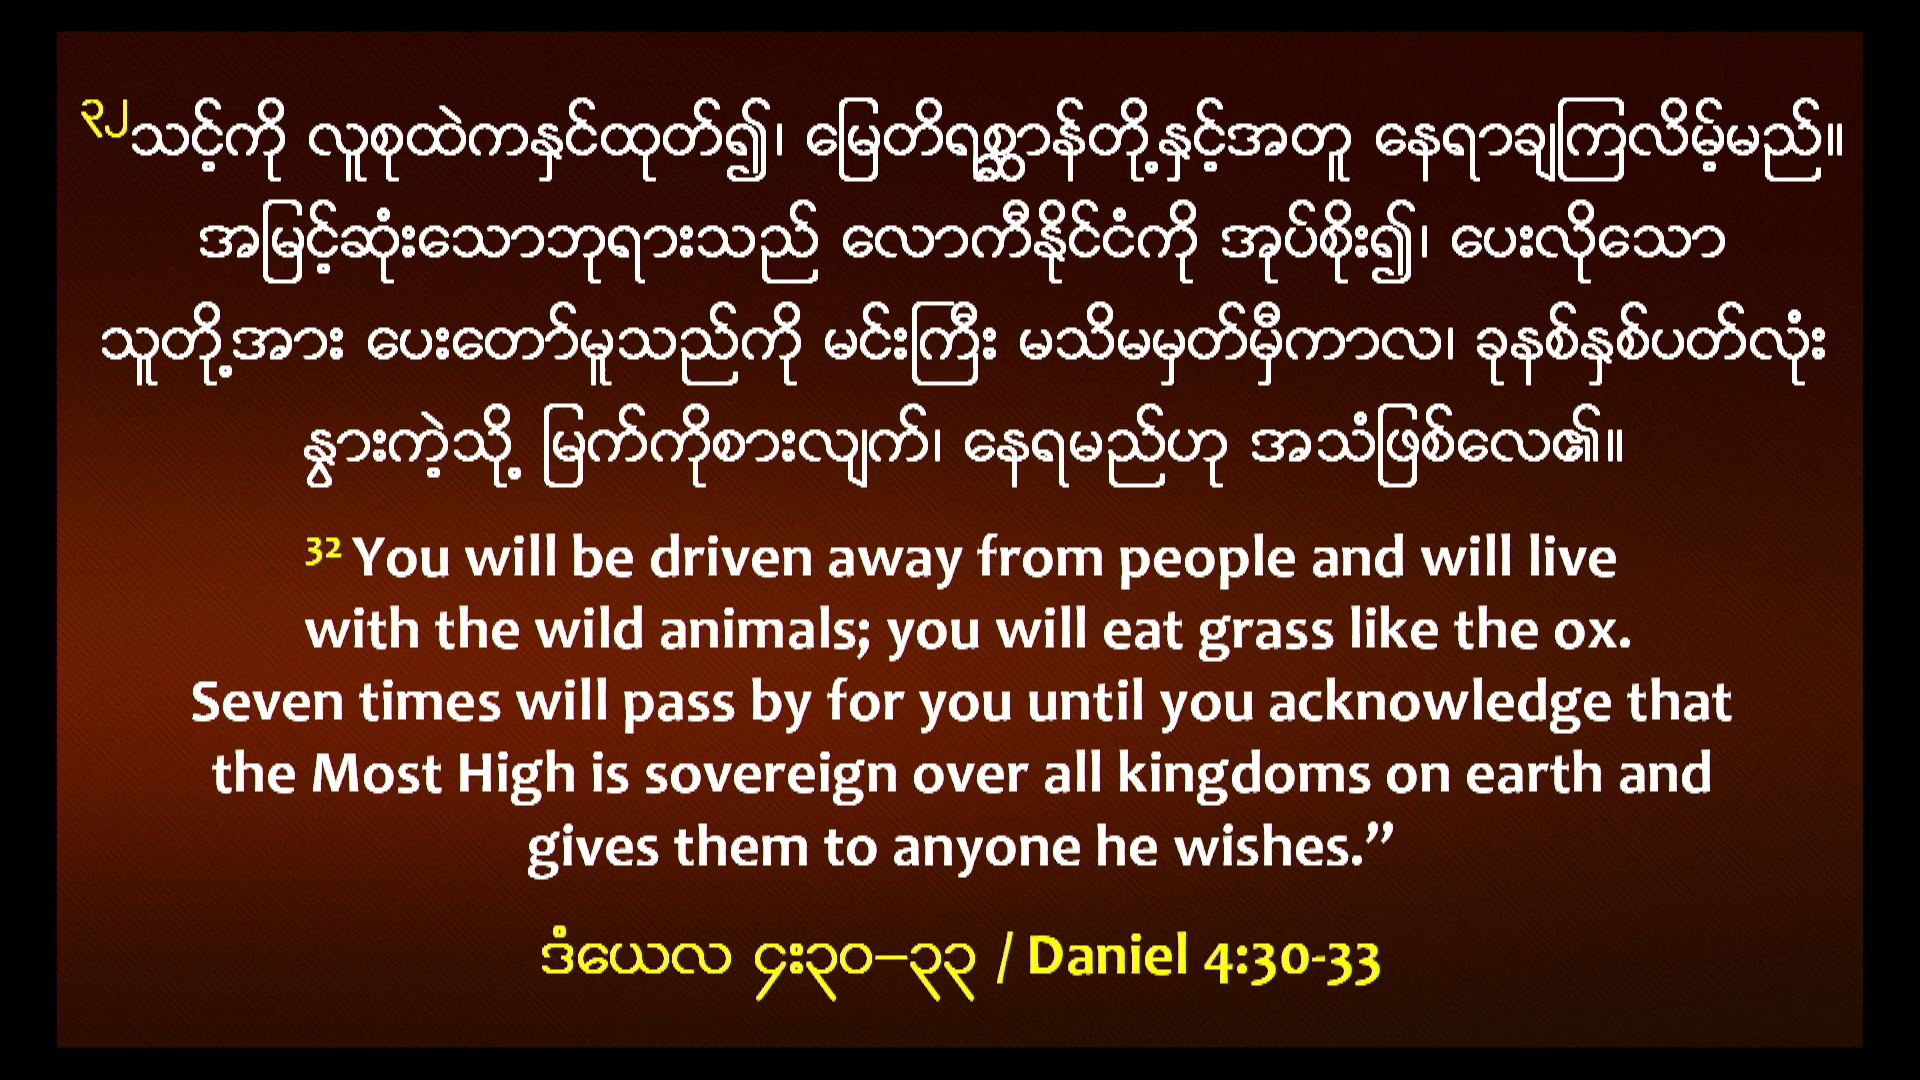 ၃၂သင့်ကို လူစုထဲကနှင်ထုတ်၍၊ မြေတိရစ္ဆာန်တို့နှင့်အတူ နေရာချကြလိမ့်မည်။
အမြင့်ဆုံးသောဘုရားသည် လောကီနိုင်ငံကို အုပ်စိုး၍၊ ပေးလိုသော
သူတို့အား ပေးတော်မူသည်ကို မင်းကြီး မသိမမှတ်မှီကာလ၊ ခုနစ်နှစ်ပတ်လုံး
နွားကဲ့သို့ မြက်ကိုစားလျက်၊ နေရမည်ဟု အသံဖြစ်လေ၏။
32 You will be driven away from people and will live
with the wild animals; you will eat grass like the ox.
Seven times will pass by for you until you acknowledge that
the Most High is sovereign over all kingdoms on earth and
gives them to anyone he wishes.”
ဒံယေလ ၄း၃၀–၃၃ / Daniel 4:30-33